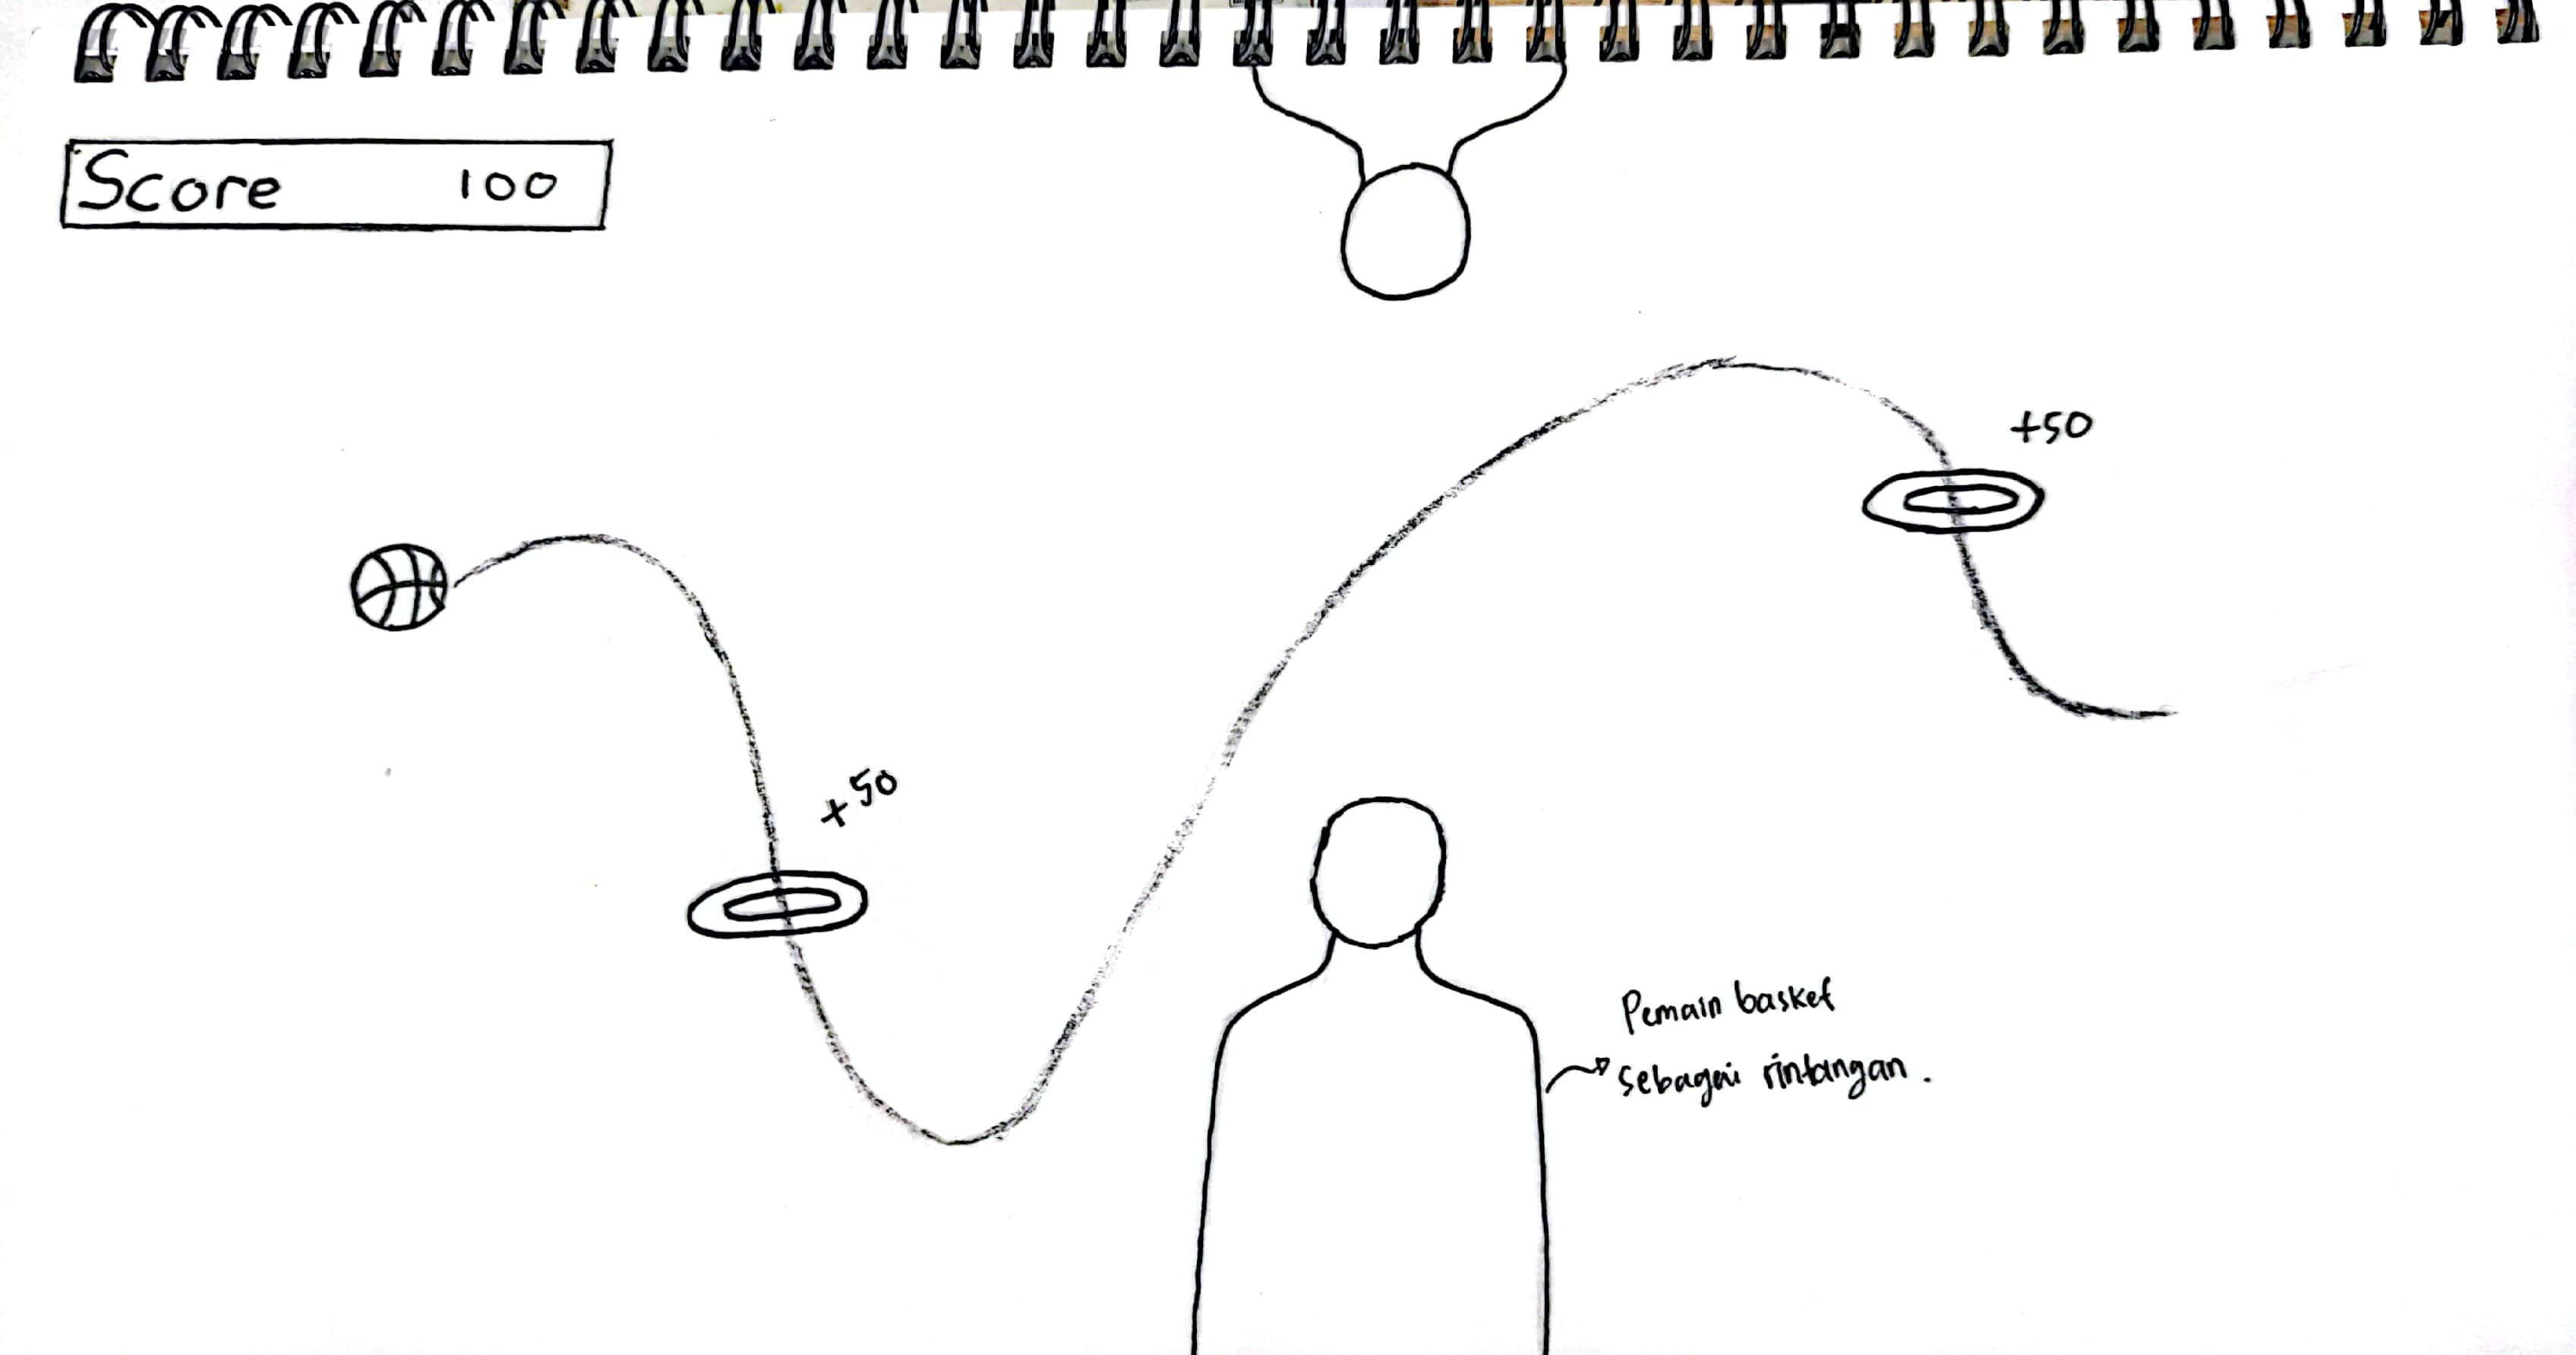 Score 100
+50
+50
Pemain basket
sebagai rintangan.